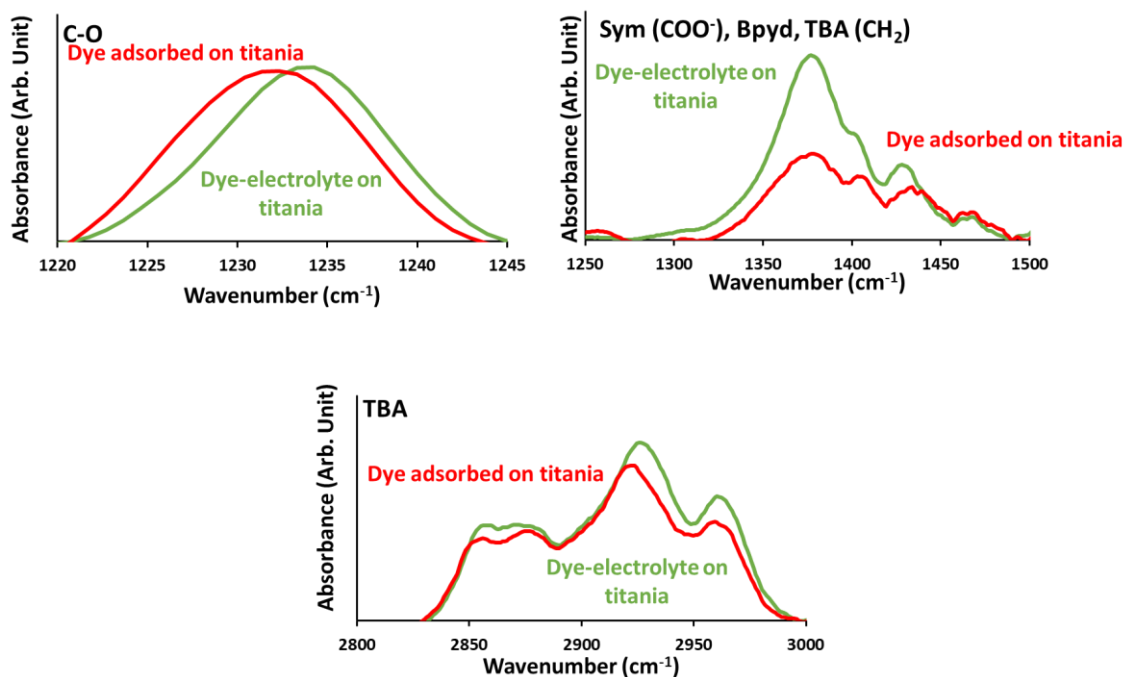 C-O
Dye adsorbed on titania
Dye-electrolyte on
titania
Absorbance (Arb. Unit)
1220 1225 1230 1235 1240 1245
Wavenumber (cm⁻¹)
Sym (COO⁻), Bpyd, TBA (CH₂)
Dye-electrolyte on
titania
Dye adsorbed on titania
Absorbance (Arb. Unit)
1250 1300 1350 1400 1450 1500
Wavenumber (cm⁻¹)
TBA
Dye adsorbed on titania
Dye-electrolyte on
titania
Absorbance (Arb. Unit)
2800 2850 2900 2950 3000
Wavenumber (cm⁻¹)